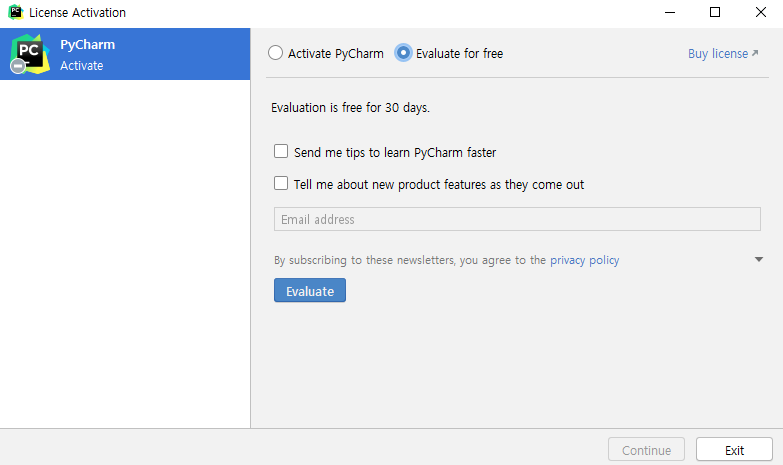 License Activation
PC
PyCharm
Activate
Activate PyCharm Evaluate for free Buy license
Evaluation is free for 30 days.
Send me tips to learn PyCharm faster
Tell me about new product features as they come out
Email address
By subscribing to these newsletters, you agree to the privacy policy
Evaluate
Continue Exit